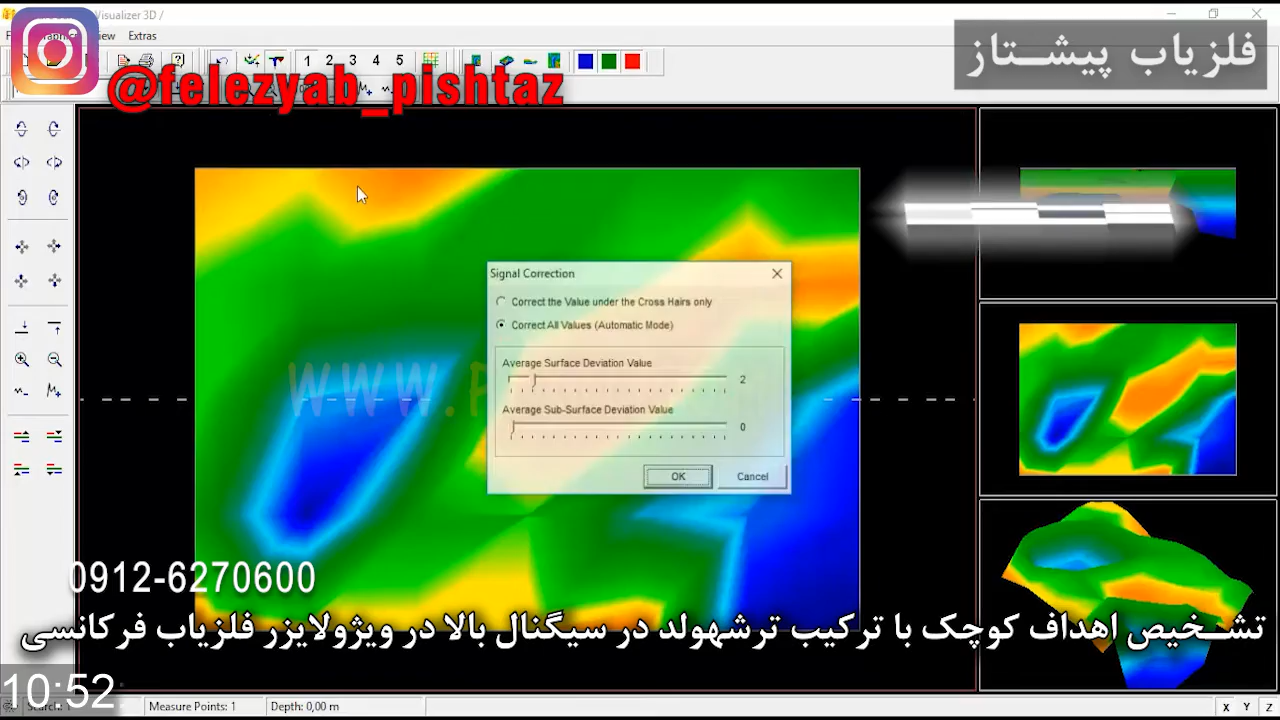 Visualizer 3D /
Extras
1 2 3 4 5
@felezyab_pishtaz
فلزیاب پیشـتاز
Signal Correction
Correct the Value under the Cross Hairs only
Correct All Values (Automatic Mode)
Average Surface Deviation Value
2
Average Sub-Surface Deviation Value
0
OK Cancel
WWW.P
0912-6270600
تشـخیص اهداف کوچک با ترکیب ترشهولد در سیگنال بالا در ویژولایزر فلزیاب فرکانسی
10:52
Measure Points: 1
Depth: 0,00 m
X Y Z